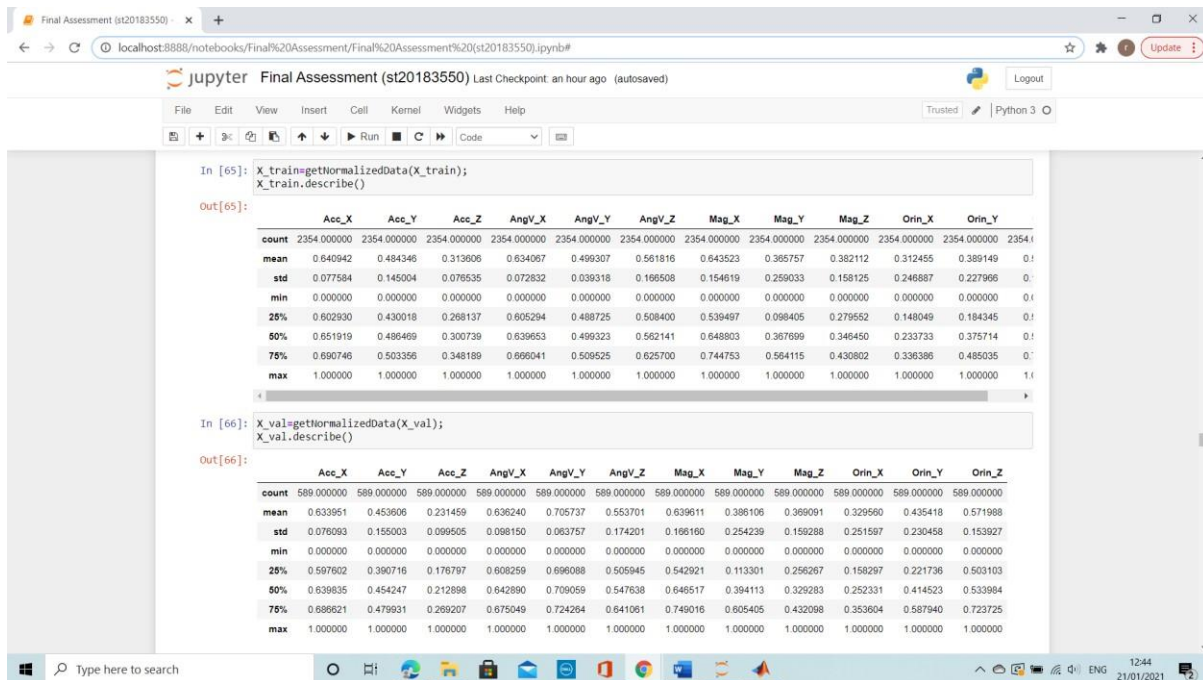 Final Assessment (st20183550) -
localhost:8888/notebooks/Final%20Assessment/Final%20Assessment%20(st20183550).ipynb#
r
Update
jupyter Final Assessment (st20183550) Last Checkpoint: an hour ago (autosaved)
Logout
File Edit View Insert Cell Kernel Widgets Help
Trusted Python 3
Run Code
In [65]: X_train=getNormalizedData(X_train);
X_train.describe()
Out[65]:
Acc_X Acc_Y Acc_Z AngV_X AngV_Y AngV_Z Mag_X Mag_Y Mag_Z Orin_X Orin_Y
count 2354.000000 2354.000000 2354.000000 2354.000000 2354.000000 2354.000000 2354.000000 2354.000000 2354.000000 2354.000000 2354.000000 2354.(
mean 0.640942 0.484346 0.313606 0.634067 0.499307 0.561816 0.643523 0.365757 0.382112 0.312455 0.389149 0.5
std 0.077584 0.145004 0.076535 0.072832 0.039318 0.166508 0.154619 0.259033 0.158125 0.246887 0.227966 0.
min 0.000000 0.000000 0.000000 0.000000 0.000000 0.000000 0.000000 0.000000 0.000000 0.000000 0.000000 0.(
25% 0.602930 0.430018 0.268137 0.605294 0.488725 0.508400 0.539497 0.098405 0.279552 0.148049 0.184345 0.5
50% 0.651919 0.486469 0.300739 0.639653 0.499323 0.562141 0.648803 0.367699 0.346450 0.233733 0.375714 0.5
75% 0.690746 0.503356 0.348189 0.666041 0.509525 0.625700 0.744753 0.564115 0.430802 0.336386 0.485035 0.
max 1.000000 1.000000 1.000000 1.000000 1.000000 1.000000 1.000000 1.000000 1.000000 1.000000 1.000000 1.(
In [66]: X_val=getNormalizedData(X_val);
X_val.describe()
Out[66]:
Acc_X Acc_Y Acc_Z AngV_X AngV_Y AngV_Z Mag_X Mag_Y Mag_Z Orin_X Orin_Y Orin_Z
count 589.000000 589.000000 589.000000 589.000000 589.000000 589.000000 589.000000 589.000000 589.000000 589.000000 589.000000 589.000000
mean 0.633951 0.453606 0.231459 0.636240 0.705737 0.553701 0.639611 0.386106 0.369091 0.329560 0.435418 0.571988
std 0.076093 0.155003 0.099505 0.098150 0.063757 0.174201 0.166160 0.254239 0.159288 0.251597 0.230458 0.153927
min 0.000000 0.000000 0.000000 0.000000 0.000000 0.000000 0.000000 0.000000 0.000000 0.000000 0.000000 0.000000
25% 0.597602 0.390716 0.176797 0.608259 0.696088 0.505945 0.542921 0.113301 0.256267 0.158297 0.221736 0.503103
50% 0.639835 0.454247 0.212898 0.642890 0.709059 0.547638 0.646517 0.394113 0.329283 0.252331 0.414523 0.533984
75% 0.686621 0.479931 0.269207 0.675049 0.724264 0.641061 0.749016 0.605405 0.432098 0.353604 0.587940 0.723725
max 1.000000 1.000000 1.000000 1.000000 1.000000 1.000000 1.000000 1.000000 1.000000 1.000000 1.000000 1.000000
Type here to search
ENG
12:44
21/01/2021